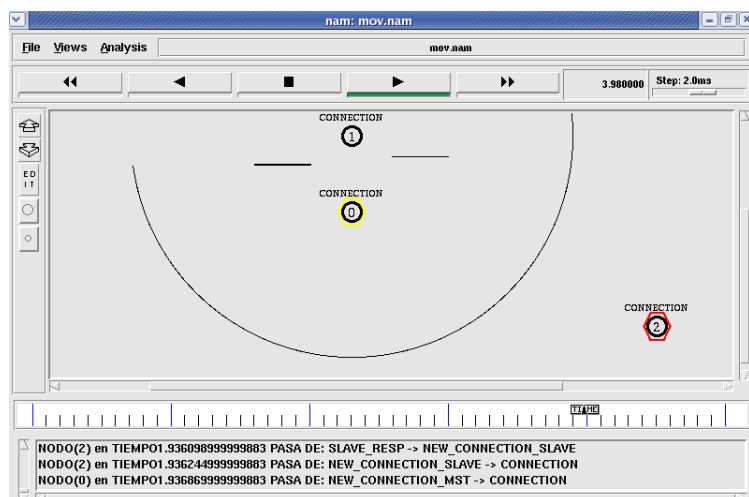 nam: mov.nam
File Views Analysis mov.nam
3.980000 Step: 2.0ms
ED
IT
CONNECTION
1
CONNECTION
0
CONNECTION
2
TIME
NODO(2) en TIEMPO1.936098999999883 PASA DE: SLAVE_RESP -> NEW_CONNECTION_SLAVE
NODO(2) en TIEMPO1.936244999999883 PASA DE: NEW_CONNECTION_SLAVE -> CONNECTION
NODO(0) en TIEMPO1.936869999999883 PASA DE: NEW_CONNECTION_MST -> CONNECTION